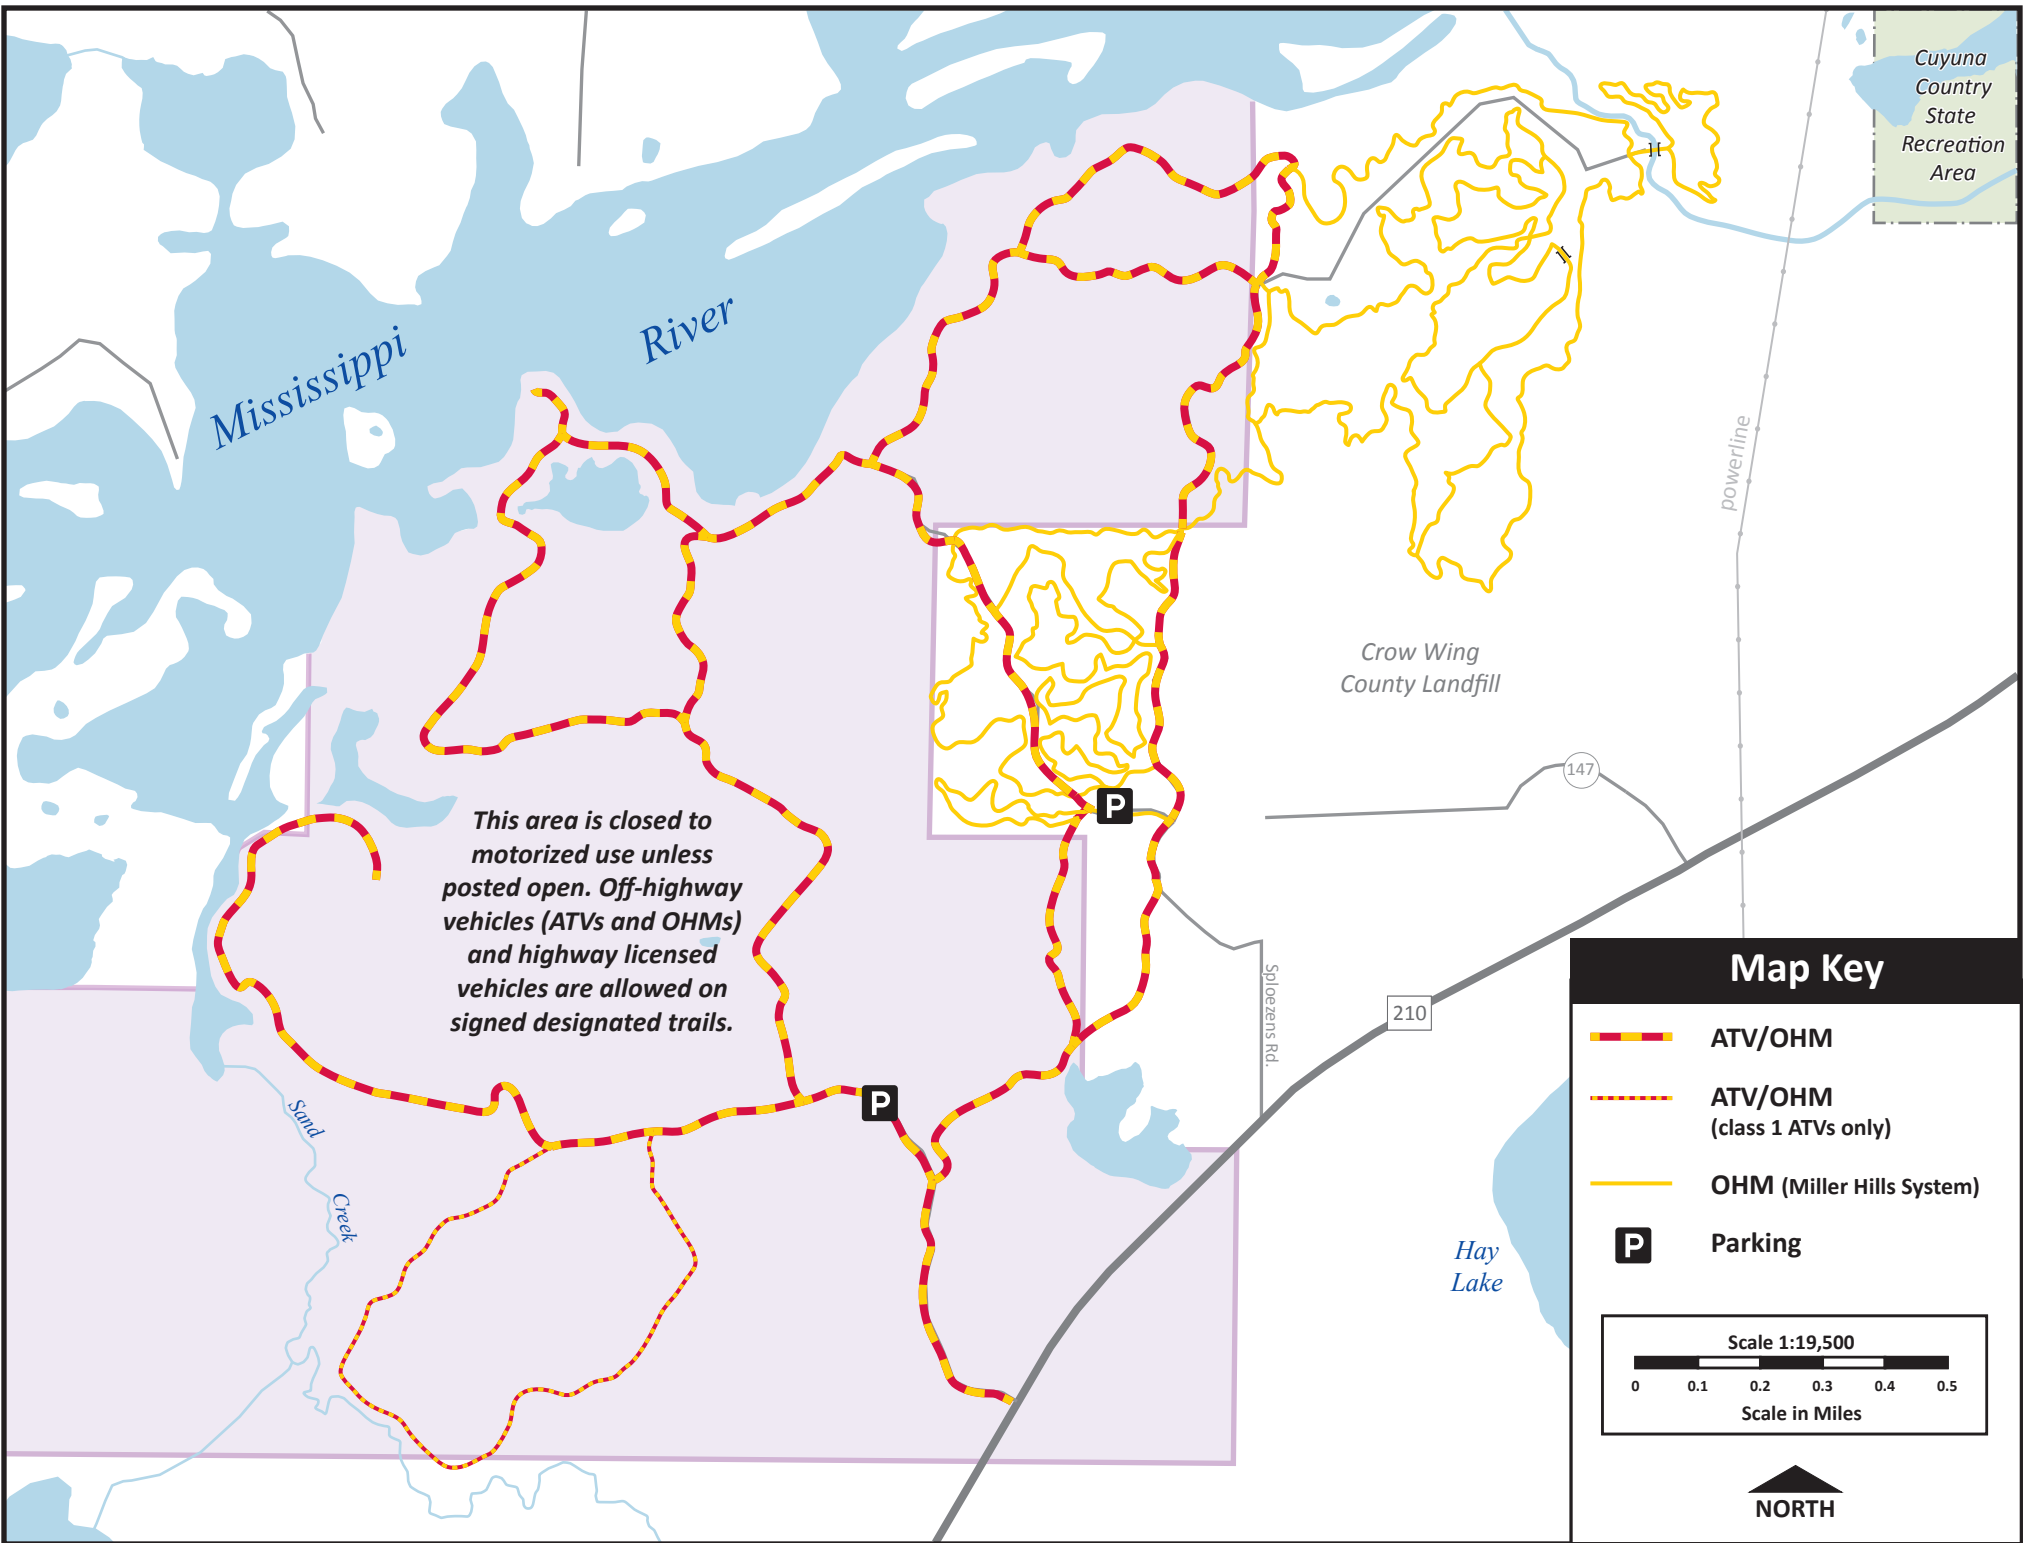 Cuyuna
Country
State
Recreation
Area
Mississippi
River
powerline
Crow Wing
County Landfill
147
P
This area is closed to
motorized use unless
posted open. Off-highway
vehicles (ATVs and OHMs)
and highway licensed
vehicles are allowed on
signed designated trails.
Sploezens Rd.
210
P
Sand
Creek
Hay
Lake
Map Key
ATV/OHM
ATV/OHM
(class 1 ATVs only)
OHM (Miller Hills System)
P Parking
Scale 1:19,500
0 0.1 0.2 0.3 0.4 0.5
Scale in Miles
NORTH